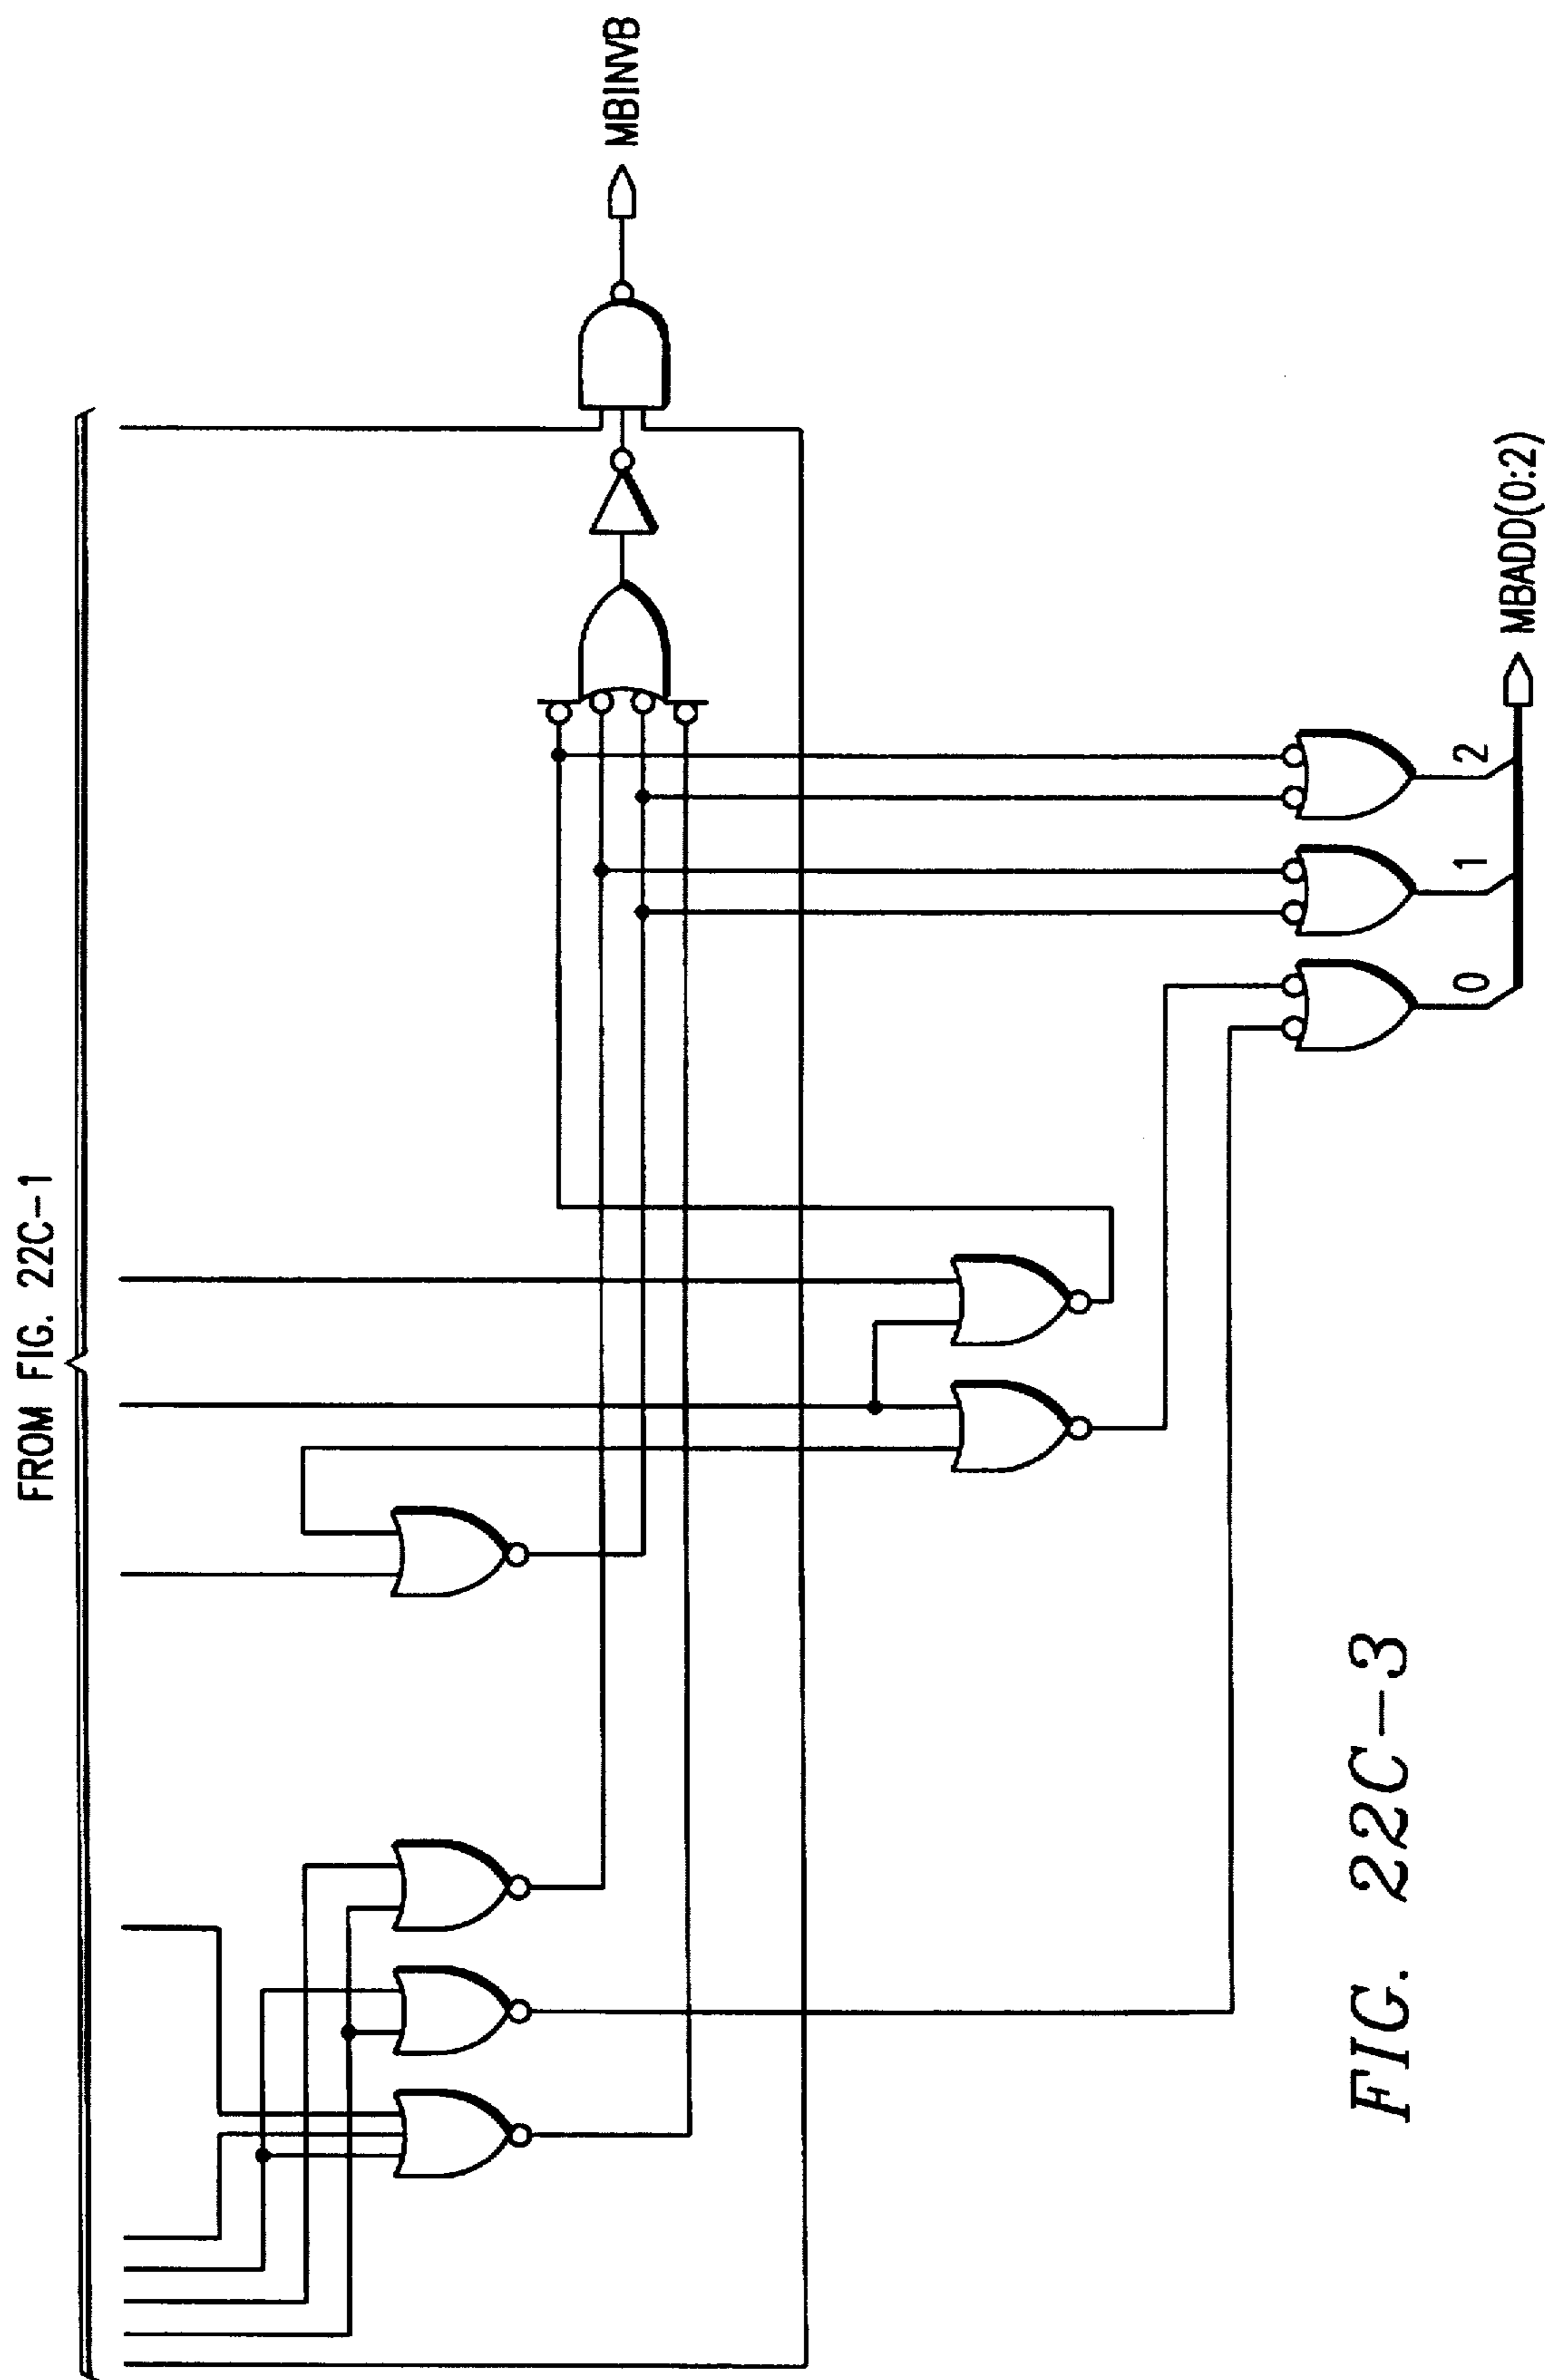 FROM FIG. 22C-1
MBINVB
2
1
0
MBADD(0:2)
FIG. 22C-3